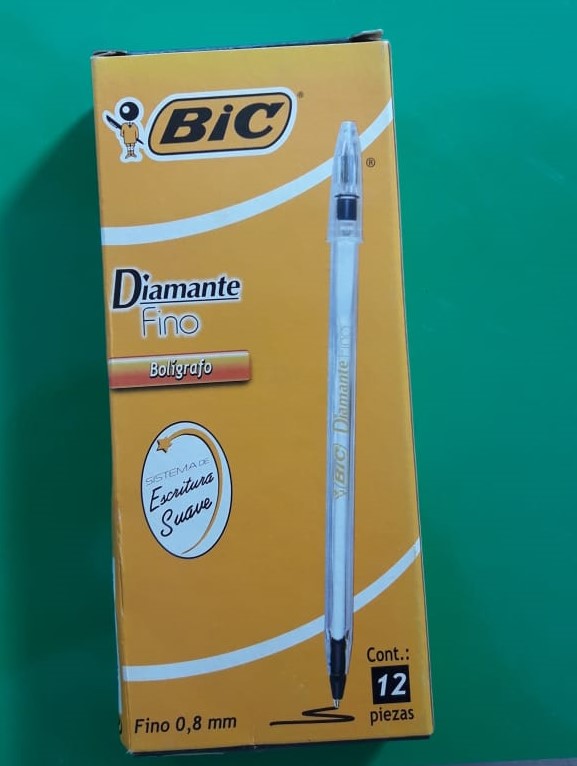 BiC®
®
Diamante
Fino
Bolígrafo
BIC Diamante FINO
SISTEMA DE
Escritura
Suave
Cont.:
12
piezas
Fino 0,8 mm